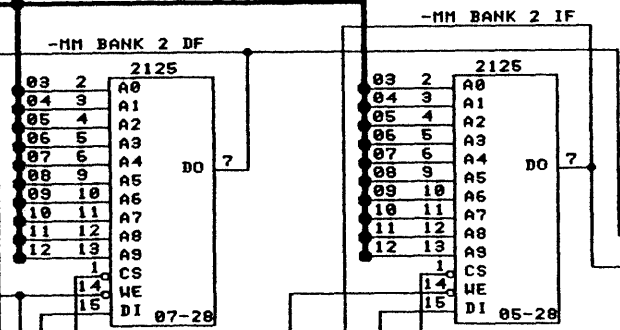 -MM BANK 2 IF
-MM BANK 2 DF
2125
03 2 A0
04 3 A1
05 4 A2
06 5 A3
07 6 A4
DO 7
08 9 A5
09 10 A6
10 11 A7
11 12 A8
12 13 A9
1 CS
14 WE
15 DI
07-28
2125
03 2 A0
04 3 A1
05 4 A2
06 5 A3
07 6 A4
DO 7
08 9 A5
09 10 A6
10 11 A7
11 12 A8
12 13 A9
1 CS
14 WE
15 DI
05-28